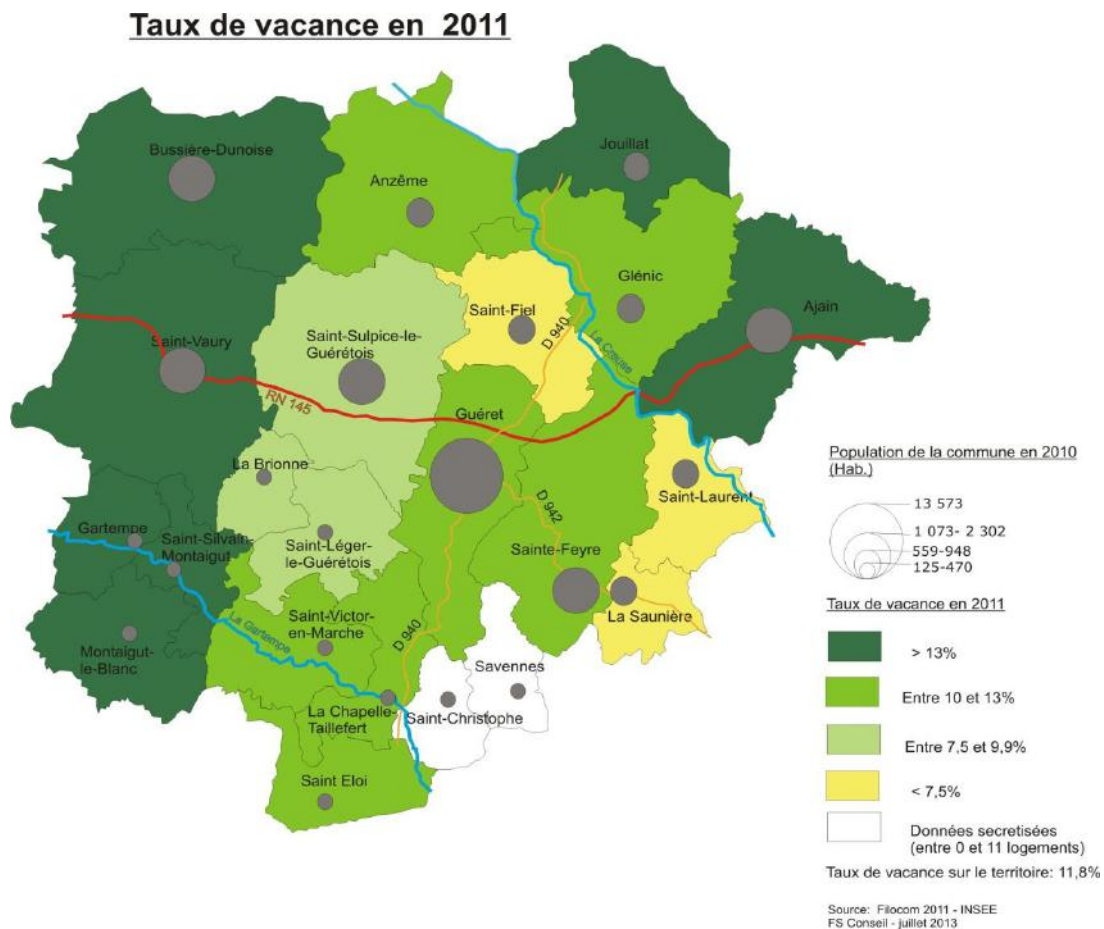 Taux de vacance en 2011
Bussière-Dunoise
Jouillat
Anzême
Glénic
Ajain
Saint-Fiel
D 940
La Creuse
Saint-Vaury
Saint-Sulpice-le-
Guérétois
RN 145
Guéret
La Brionne
D 942
Saint-Laurent
Gartempe
Saint-Silvain-
Montaigut
Saint-Léger-
le-Guérétois
Sainte-Feyre
La Saunière
Saint-Victor-
en-Marche
La Gartempe
D 940
Montaigut-
le-Blanc
Savennes
La Chapelle-
Taillefert
Saint-Christophe
Saint Eloi
Population de la commune en 2010
(Hab.)
13 573
1 073- 2 302
559-948
125-470
Taux de vacance en 2011
> 13%
Entre 10 et 13%
Entre 7,5 et 9,9%
< 7,5%
Données secretisées
(entre 0 et 11 logements)
Taux de vacance sur le territoire: 11,8%
Source: Filocom 2011 - INSEE
FS Conseil - juillet 2013